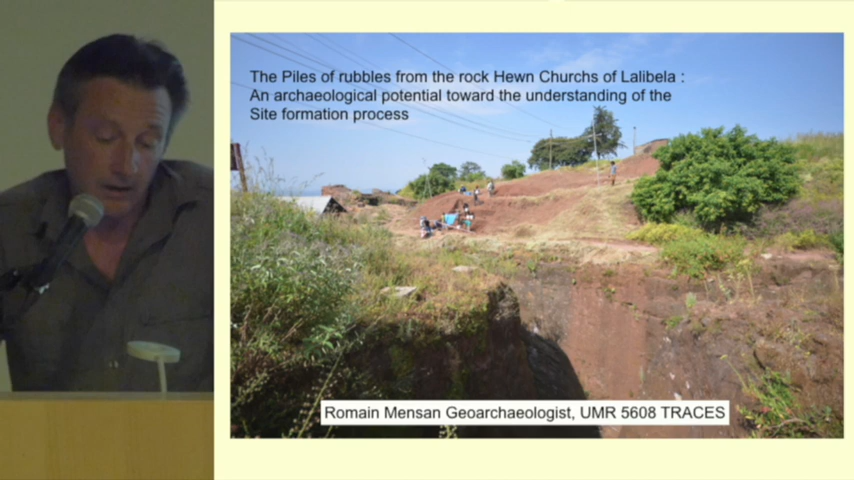 The Piles of rubbles from the rock Hewn Churchs of Lalibela :
An archaeological potential toward the understanding of the
Site formation process
Romain Mensan Geoarchaeologist, UMR 5608 TRACES